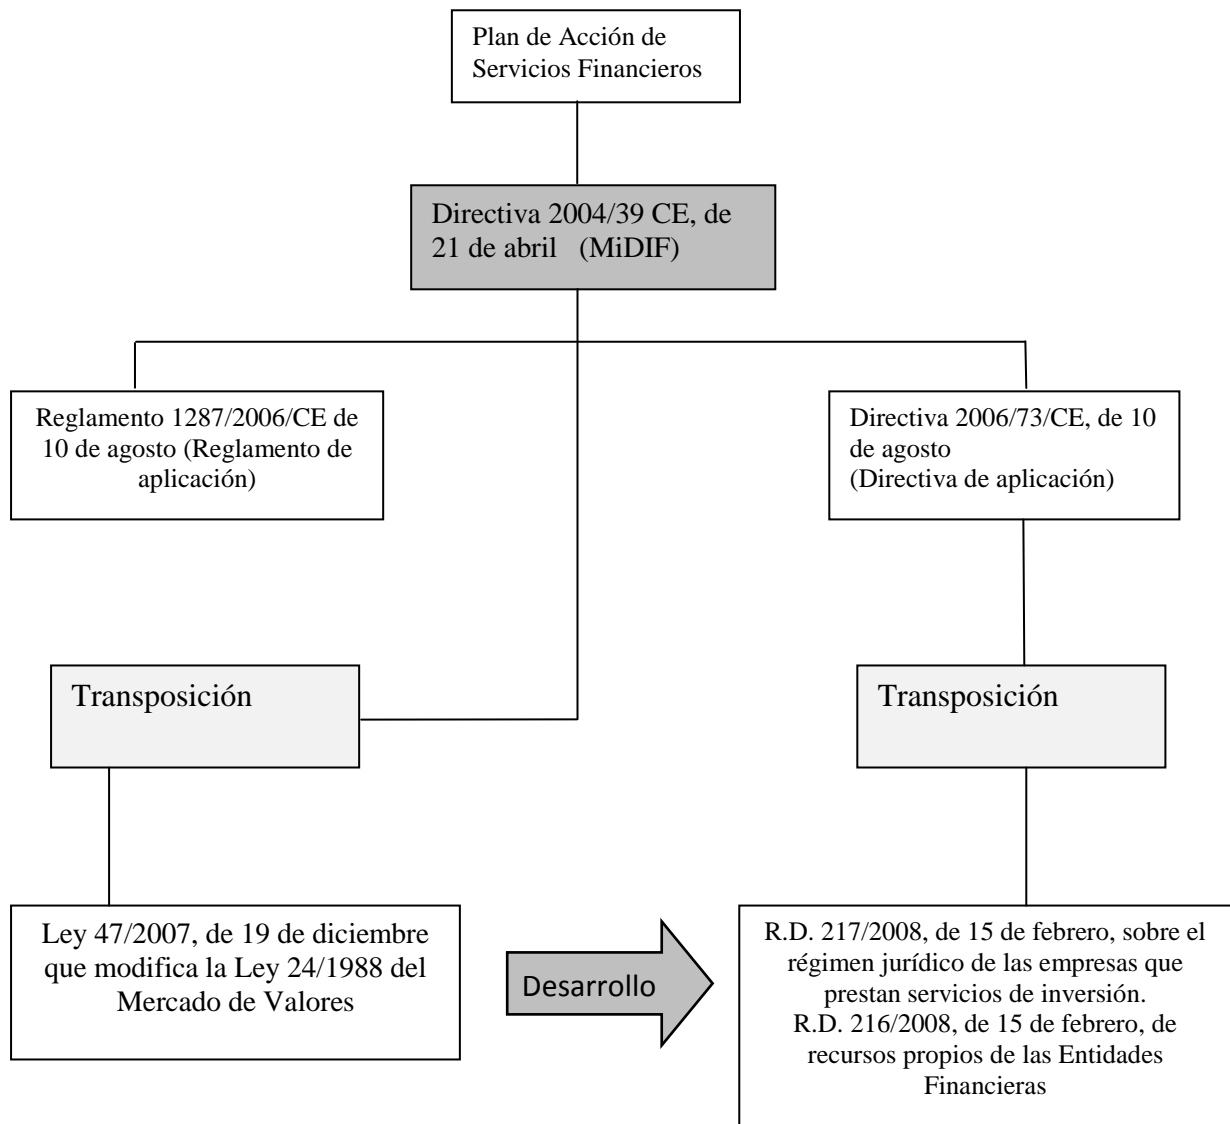 Plan de Acción de
Servicios Financieros
Directiva 2004/39 CE, de
21 de abril (MiDIF)
Reglamento 1287/2006/CE de
10 de agosto (Reglamento de
aplicación)
Directiva 2006/73/CE, de 10
de agosto
(Directiva de aplicación)
Transposición
Transposición
Ley 47/2007, de 19 de diciembre
que modifica la Ley 24/1988 del
Mercado de Valores
Desarrollo
R.D. 217/2008, de 15 de febrero, sobre el
régimen jurídico de las empresas que
prestan servicios de inversión.
R.D. 216/2008, de 15 de febrero, de
recursos propios de las Entidades
Financieras